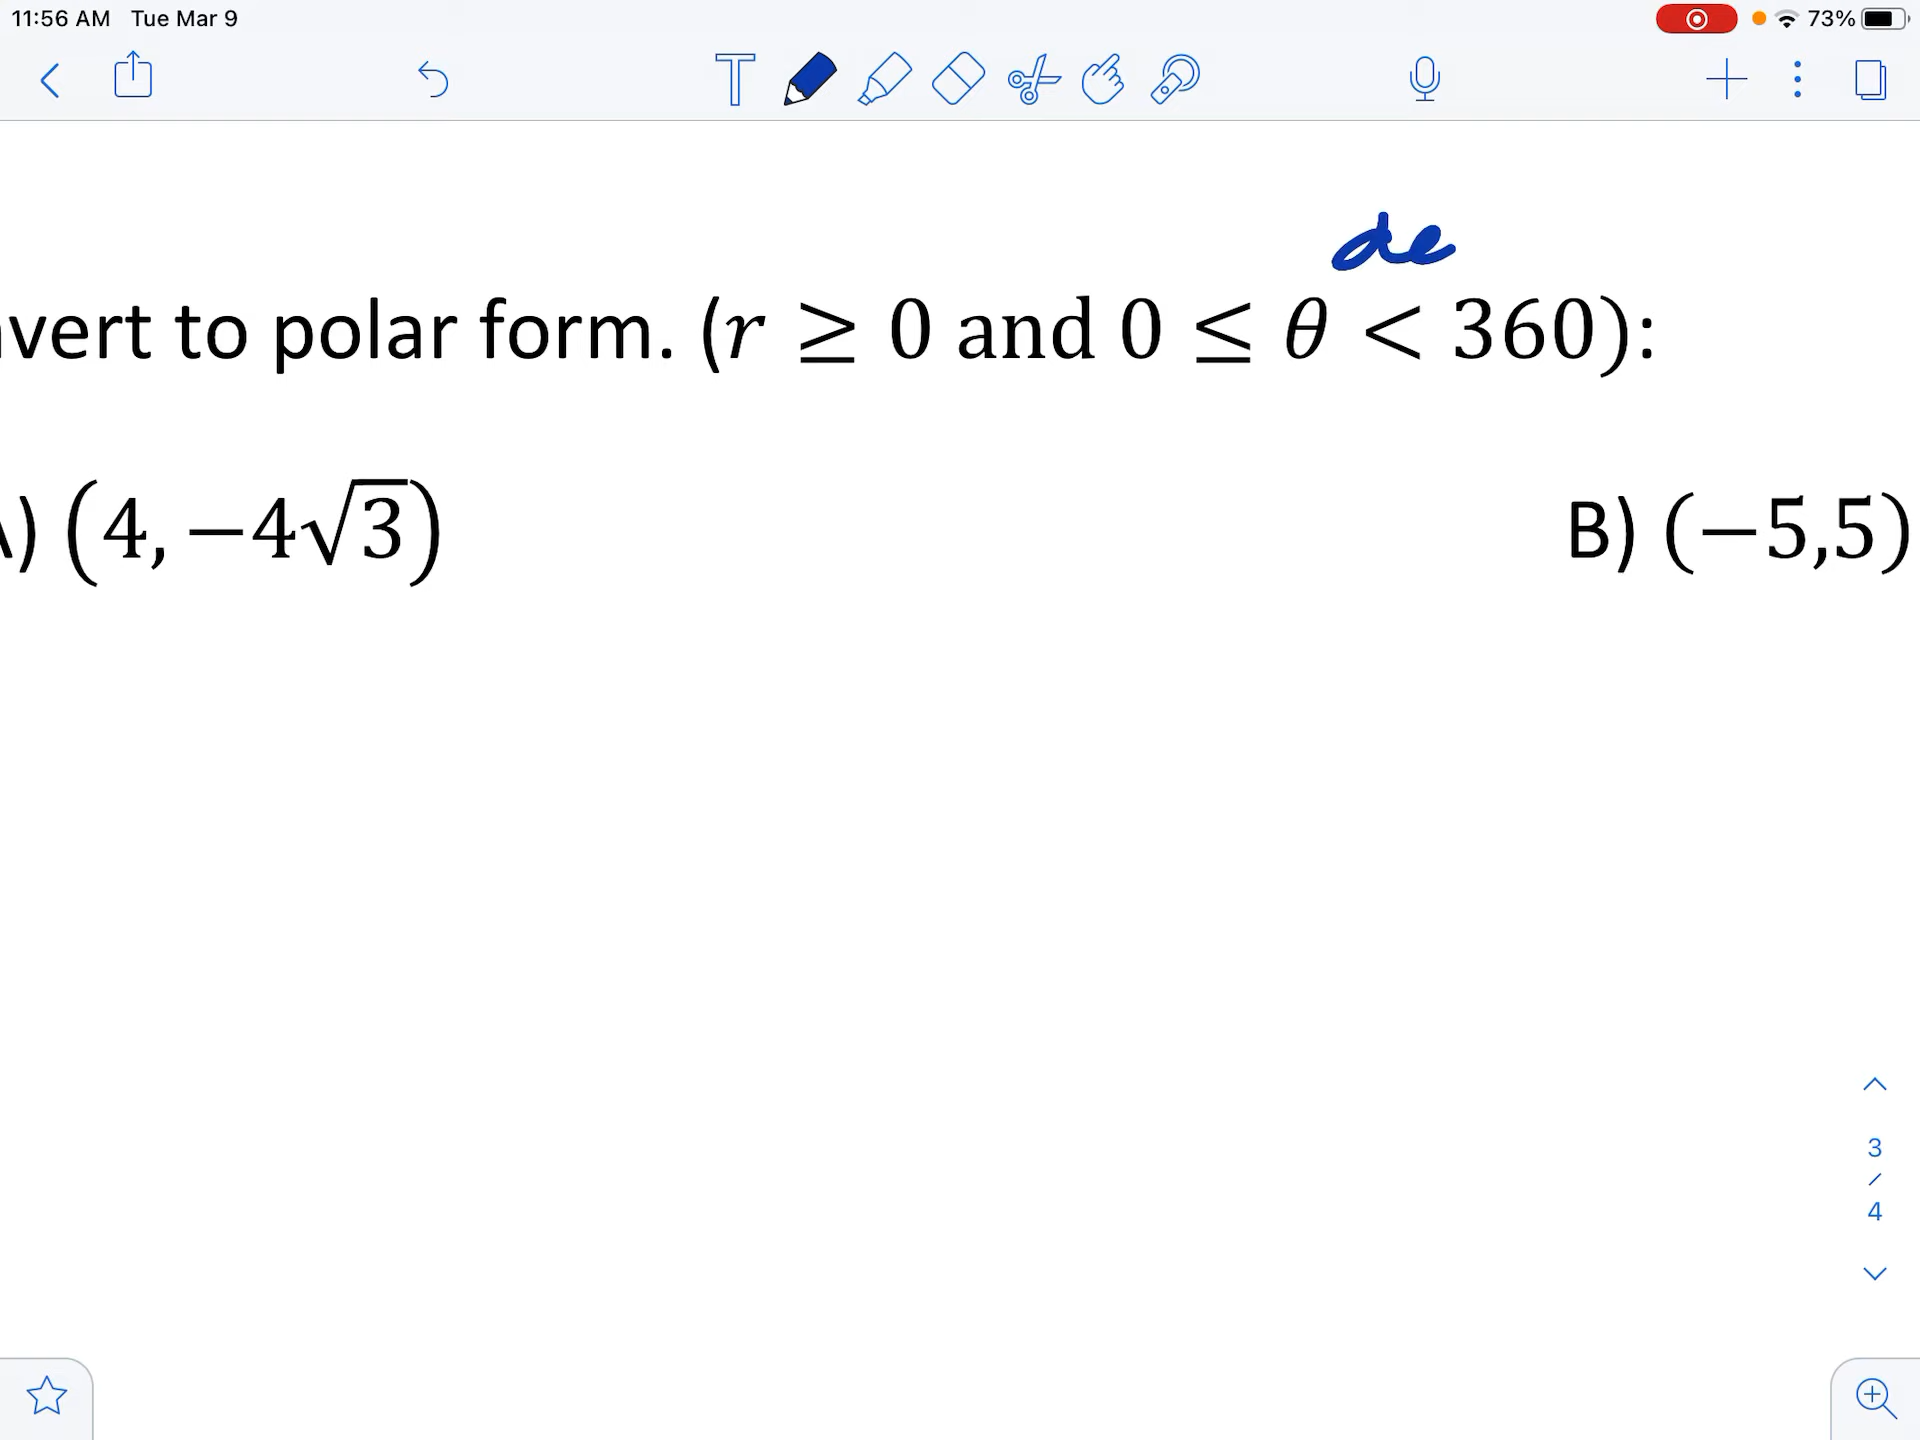 11:56 AM Tue Mar 9
73%
T
de
vert to polar form. (r ≥ 0 and 0 ≤ θ < 360):
A) (4, −4√3)
B) (−5,5)
3
/
4